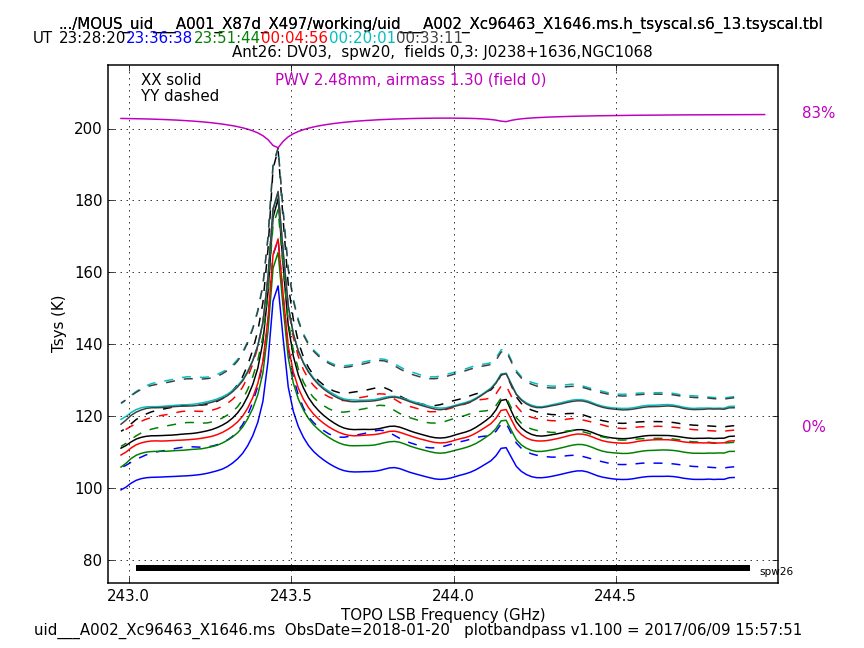 .../MOUS_uid___A001_X87d_X497/working/uid___A002_Xc96463_X1646.ms.h_tsyscal.s6_13.tsyscal.tbl
UT 23:28:20 23:36:38 23:51:44 00:04:56 00:20:01 00:33:11
Ant26: DV03,  spw20,  fields 0,3: J0238+1636,NGC1068
XX solid
PWV 2.48mm, airmass 1.30 (field 0)
YY dashed
83%
200
180
160
140
120
100
80
0%
Tsys (K)
spw26
243.0 243.5 244.0 244.5
TOPO LSB Frequency (GHz)
uid___A002_Xc96463_X1646.ms  ObsDate=2018-01-20   plotbandpass v1.100 = 2017/06/09 15:57:51